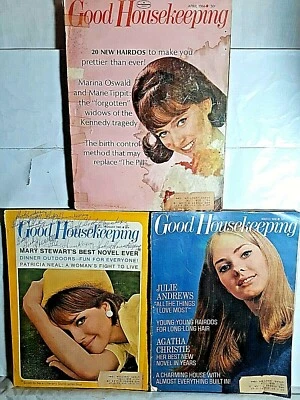 APRIL 1966
Good Housekeeping
20 NEW HAIRDOS to make you
prettier than ever!
Marina Oswald
and Marie Tippit:
the "forgotten"
widows of the
Kennedy tragedy
The birth control
method that may
replace "The Pill"
Good Housekeeping
MARY STEWART'S BEST NOVEL EVER
DINNER OUTDOORS-FUN FOR EVERYONE!
PATRICIA NEAL: A WOMAN'S FIGHT TO LIVE
Good Housekeeping
JULIE
ANDREWS
"ALL THE THINGS
I LOVE MOST"
YOUNG-YOUNG HAIRDOS
FOR LONG-LONG HAIR
AGATHA
CHRISTIE
HER BEST NEW
NOVEL IN YEARS
A CHARMING HOUSE WITH
ALMOST EVERYTHING BUILT IN!